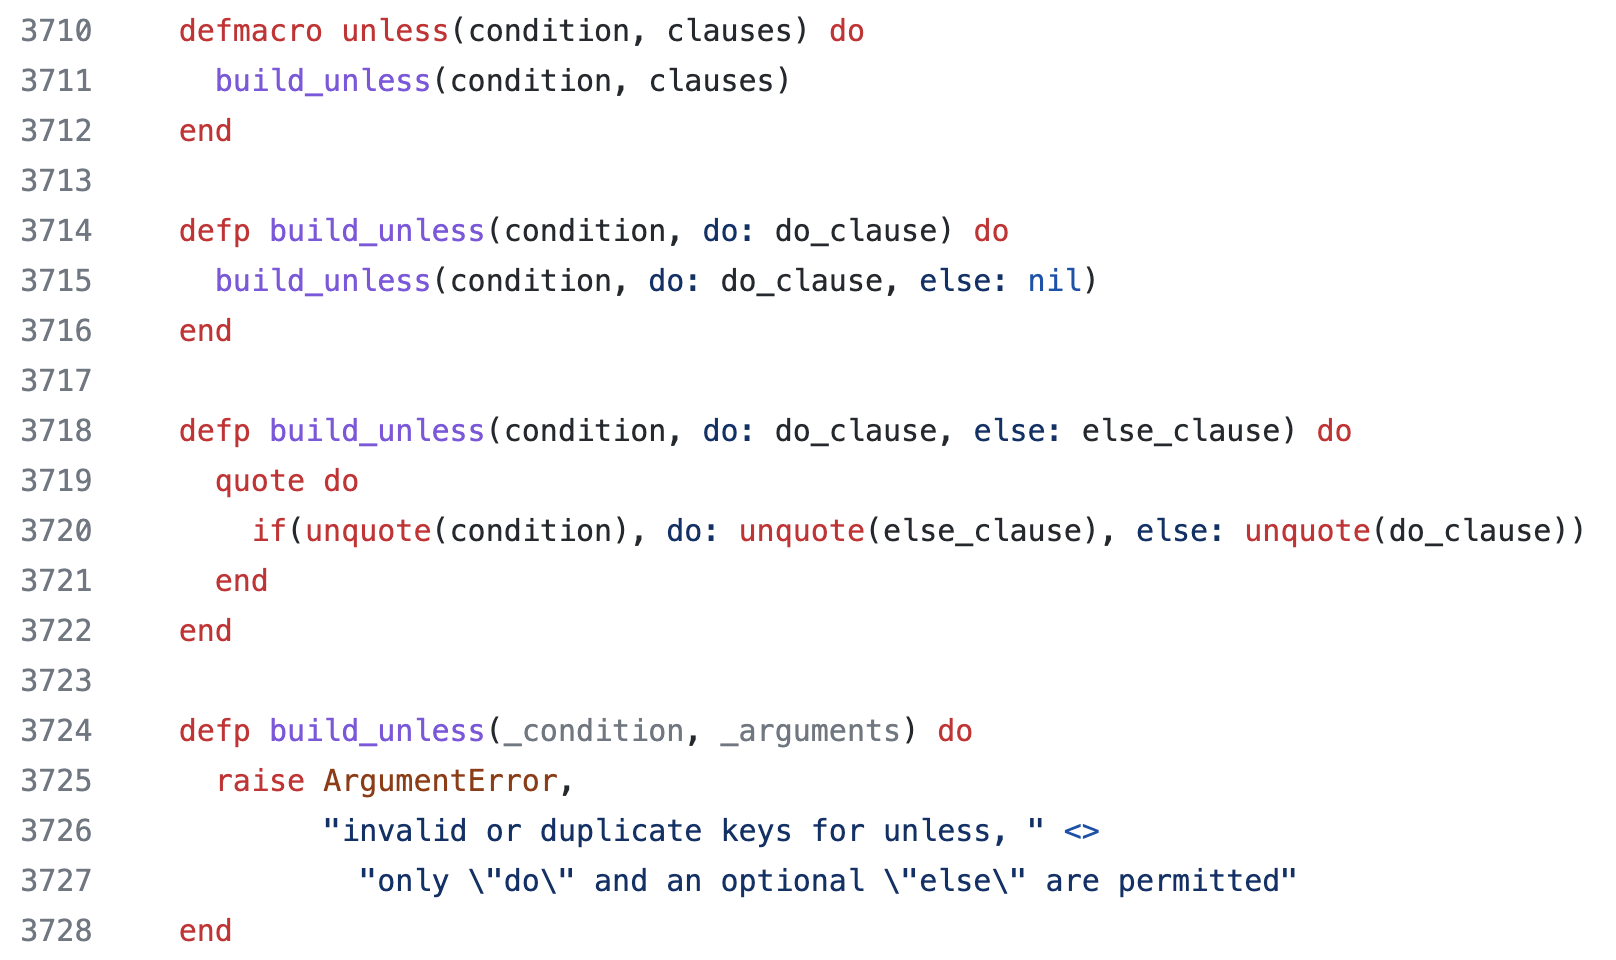 3710 defmacro unless(condition, clauses) do
3711 build_unless(condition, clauses)
3712 end
3713
3714 defp build_unless(condition, do: do_clause) do
3715 build_unless(condition, do: do_clause, else: nil)
3716 end
3717
3718 defp build_unless(condition, do: do_clause, else: else_clause) do
3719 quote do
3720 if(unquote(condition), do: unquote(else_clause), else: unquote(do_clause))
3721 end
3722 end
3723
3724 defp build_unless(_condition, _arguments) do
3725 raise ArgumentError,
3726 "invalid or duplicate keys for unless, " <>
3727 "only \"do\" and an optional \"else\" are permitted"
3728 end